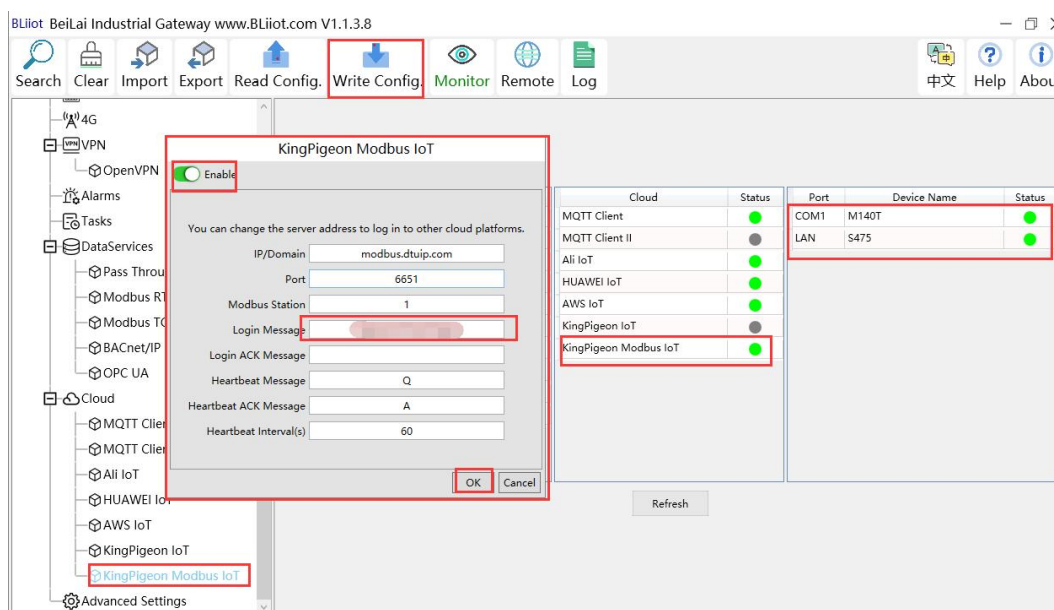 BLiiot BeiLai Industrial Gateway www.BLiiot.com V1.1.3.8
Search Clear Import Export Read Config. Write Config. Monitor Remote Log 中文 Help Abou
4G
VPN
OpenVPN
Alarms
Tasks
DataServices
Pass Throu
Modbus RT
Modbus TC
BACnet/IP
OPC UA
Cloud
MQTT Clie
MQTT Clie
Ali IoT
HUAWEI IoT
AWS IoT
KingPigeon IoT
KingPigeon Modbus IoT
Advanced Settings
KingPigeon Modbus IoT
Enable
You can change the server address to log in to other cloud platforms.
IP/Domain modbus.dtuip.com
Port 6651
Modbus Station 1
Login Message
Login ACK Message
Heartbeat Message Q
Heartbeat ACK Message A
Heartbeat Interval(s) 60
OK Cancel
Cloud Status
MQTT Client
MQTT Client II
Ali IoT
HUAWEI IoT
AWS IoT
KingPigeon IoT
KingPigeon Modbus IoT
Refresh
Port Device Name Status
COM1 M140T
LAN S475